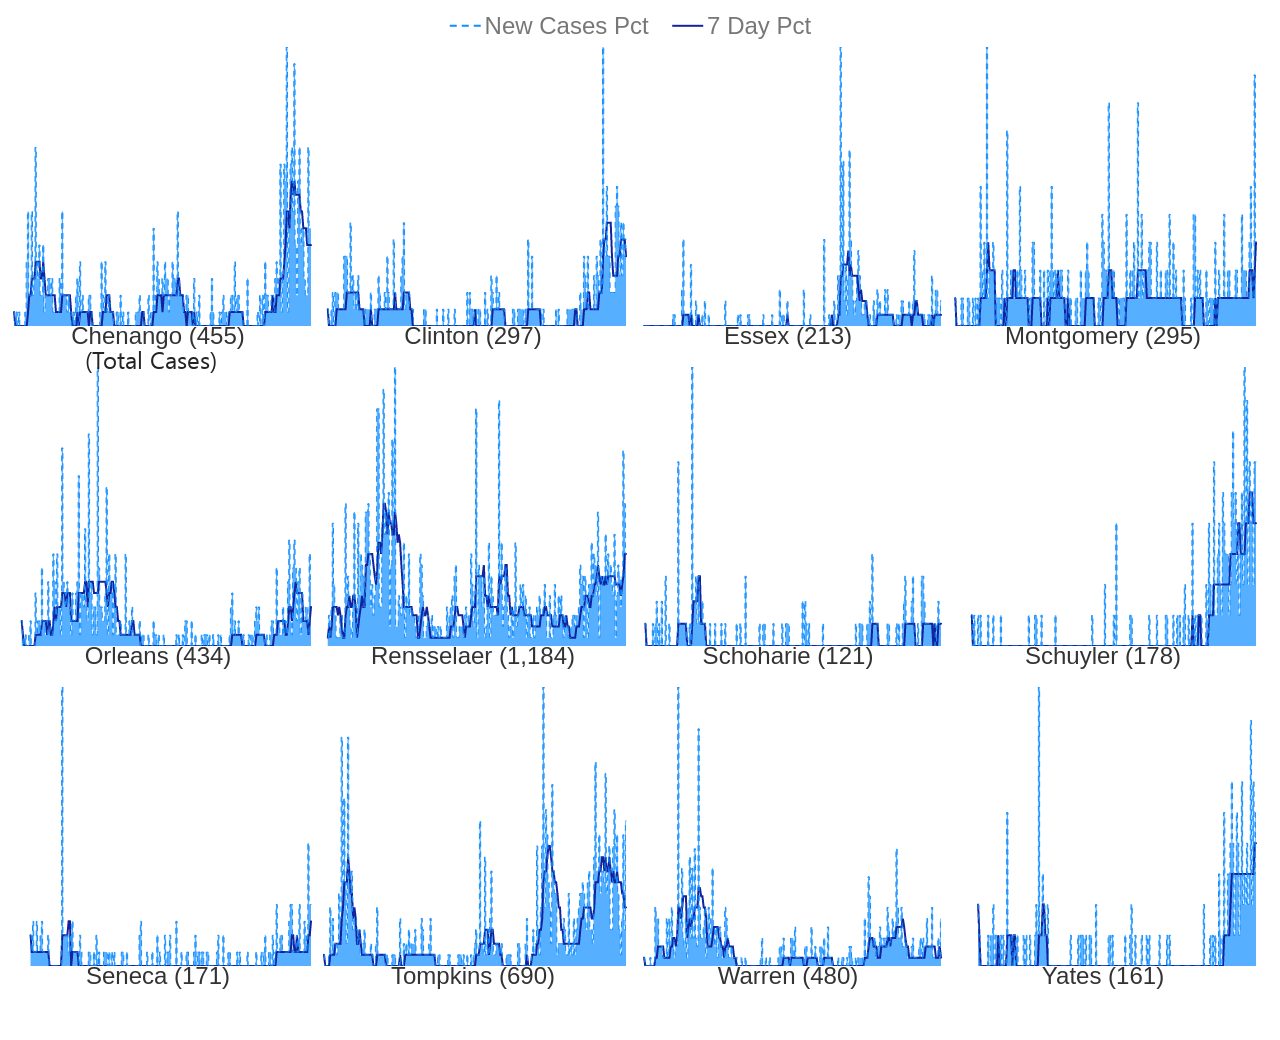 New Cases Pct 7 Day Pct
Chenango (455) Clinton (297) Essex (213) Montgomery (295)
(Total Cases)
Orleans (434) Rensselaer (1,184) Schoharie (121) Schuyler (178)
Seneca (171) Tompkins (690) Warren (480) Yates (161)